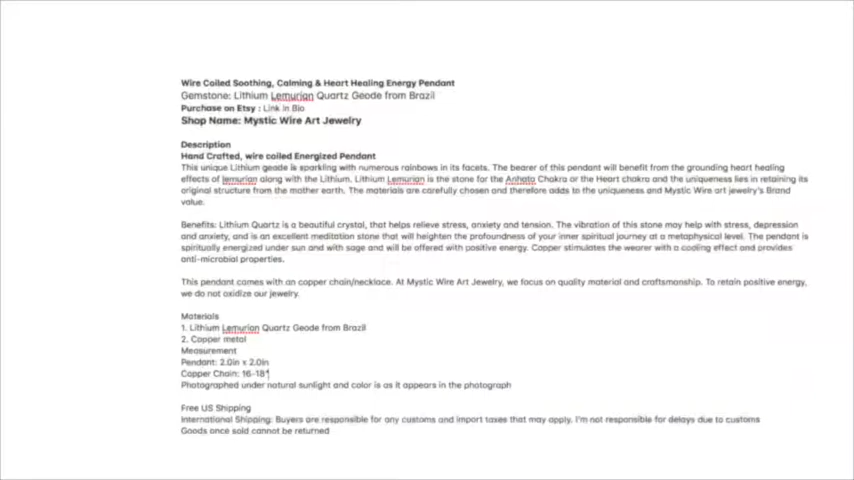 Wire Coiled Soothing, Calming & Heart Healing Energy Pendant
Gemstone: Lithium Lemurian Quartz Geode from Brazil
Purchase on Etsy : Link in Bio
Shop Name: Mystic Wire Art Jewelry
Description
Hand Crafted, wire coiled Energized Pendant
This unique Lithium geode is sparkling with numerous rainbows in its facets. The bearer of this pendant will benefit from the grounding heart healing
effects of lemurian along with the Lithium. Lithium Lemurian is the stone for the Anhata Chakra or the Heart chakra and the uniqueness lies in retaining its
original structure from the mother earth. The materials are carefully chosen and therefore adds to the uniqueness and Mystic Wire art jewelry's Brand
value.
Benefits: Lithium Quartz is a beautiful crystal, that helps relieve stress, anxiety and tension. The vibration of this stone may help with stress, depression
and anxiety, and is an excellent meditation stone that will heighten the profoundness of your inner spiritual journey at a metaphysical level. The pendant is
spiritually energized under sun and with sage and will be offered with positive energy. Copper stimulates the wearer with a cooling effect and provides
anti-microbial properties.
This pendant comes with an copper chain/necklace. At Mystic Wire Art Jewelry, we focus on quality material and craftsmanship. To retain positive energy,
we do not oxidize our jewelry.
Materials
1. Lithium Lemurian Quartz Geode from Brazil
2. Copper metal
Measurement
Pendant: 2.0in x 2.0in
Copper Chain: 16-18"
Photographed under natural sunlight and color is as it appears in the photograph
Free US Shipping
International Shipping: Buyers are responsible for any customs and import taxes that may apply. I'm not responsible for delays due to customs
Goods once sold cannot be returned